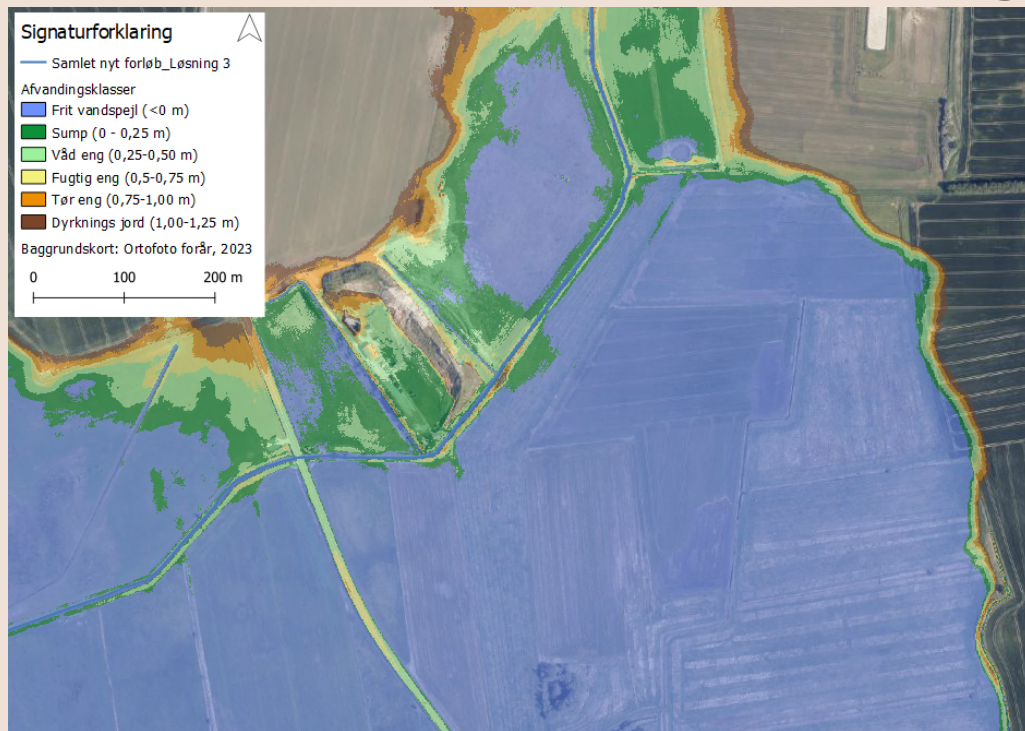 Signaturforklaring
Samlet nyt forløb_Løsning 3
Afvandingsklasser
Frit vandspejl (<0 m)
Sump (0 - 0,25 m)
Våd eng (0,25-0,50 m)
Fugtig eng (0,5-0,75 m)
Tør eng (0,75-1,00 m)
Dyrknings jord (1,00-1,25 m)
Baggrundskort: Ortofoto forår, 2023
0 100 200 m